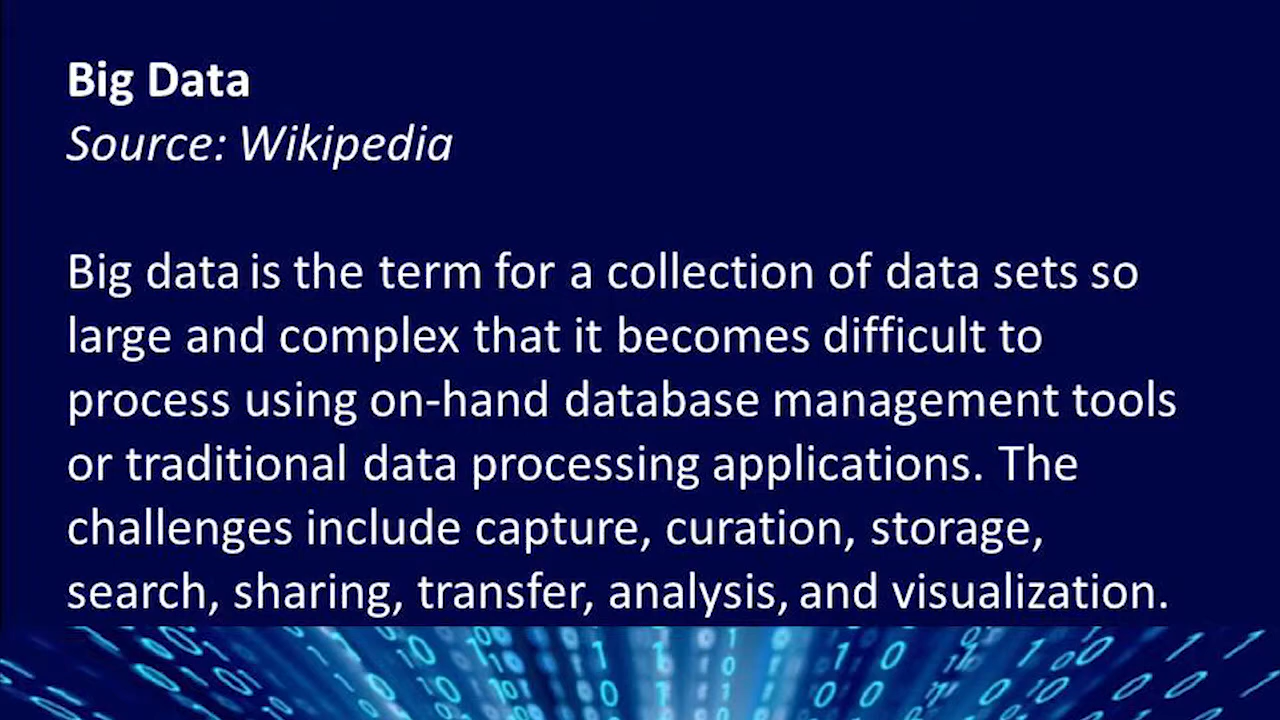 Big Data
Source: Wikipedia
Big data is the term for a collection of data sets so
large and complex that it becomes difficult to
process using on-hand database management tools
or traditional data processing applications. The
challenges include capture, curation, storage,
search, sharing, transfer, analysis, and visualization.